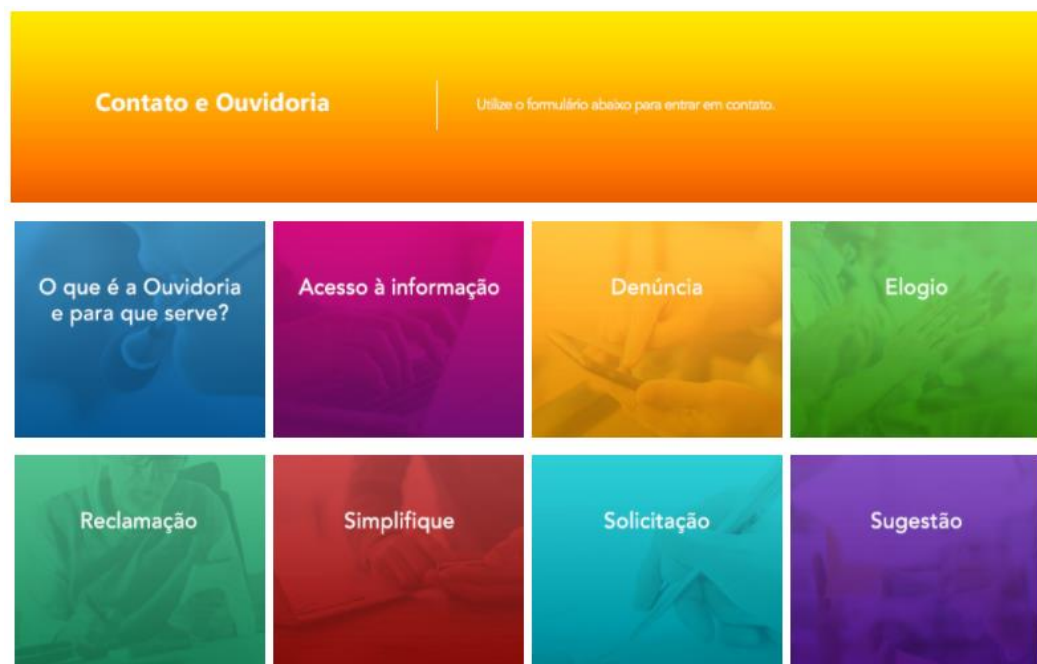 Contato e Ouvidoria
Utilize o formulário abaixo para entrar em contato.
O que é a Ouvidoria
e para que serve?
Acesso à informação
Denúncia
Elogio
Reclamação
Simplifique
Solicitação
Sugestão